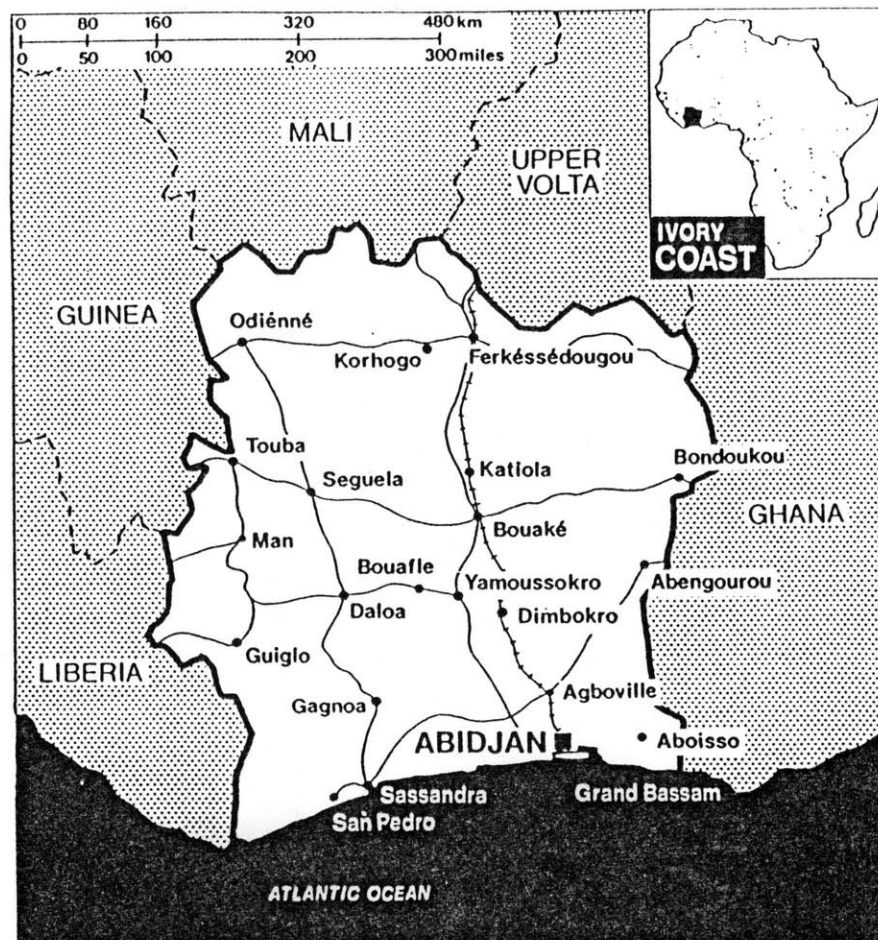 0 80 160 320 480 km
0 50 100 200 300 miles
MALI
UPPER
VOLTA
IVORY
COAST
GUINEA
Odiénné
Korhogo
Ferkéssédougou
Touba
Seguela
Katiola
Bondoukou
Man
Bouaké
GHANA
Bouafle
Yamoussokro
Abengourou
Daloa
Dimbokro
Guiglo
LIBERIA
Gagnoa
Agboville
ABIDJAN
Aboisso
Sassandra
Grand Bassam
San Pedro
ATLANTIC OCEAN